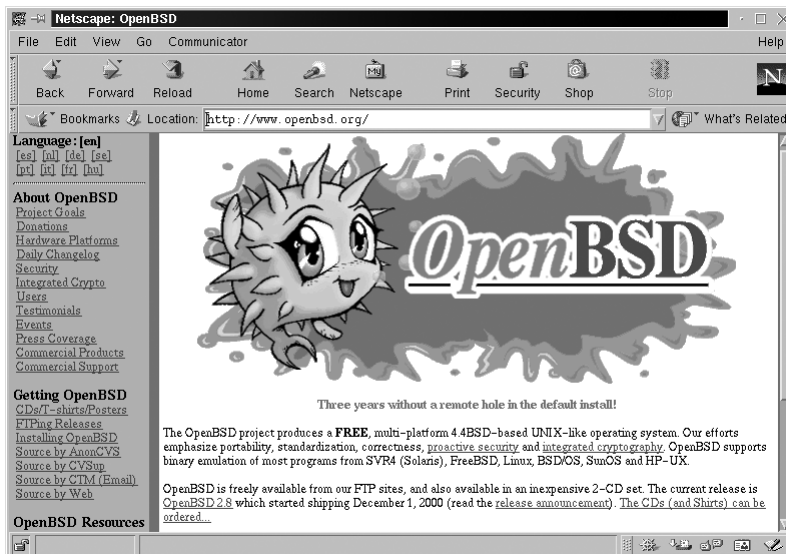 Netscape: OpenBSD
File Edit View Go Communicator Help
Back Forward Reload Home Search Netscape Print Security Shop Stop
My
N
Bookmarks Location: http://www.openbsd.org/ What's Related
Language: [en]
[es] [nl] [de] [se]
[pt] [it] [fr] [hu]
About OpenBSD
Project Goals
Donations
Hardware Platforms
Daily Changelog
Security
Integrated Crypto
Users
Testimonials
Events
Press Coverage
Commercial Products
Commercial Support
Getting OpenBSD
CDs/T-shirts/Posters
FTPing Releases
Installing OpenBSD
Source by AnonCVS
Source by CVSup
Source by CTM (Email)
Source by Web
OpenBSD Resources
OpenBSD
Three years without a remote hole in the default install!
The OpenBSD project produces a FREE, multi-platform 4.4BSD-based UNIX-like operating system. Our efforts
emphasize portability, standardization, correctness, proactive security and integrated cryptography. OpenBSD supports
binary emulation of most programs from SVR4 (Solaris), FreeBSD, Linux, BSD/OS, SunOS and HP-UX.
OpenBSD is freely available from our FTP sites, and also available in an inexpensive 2-CD set. The current release is
OpenBSD 2.8 which started shipping December 1, 2000 (read the release announcement). The CDs (and Shirts) can be
ordered...